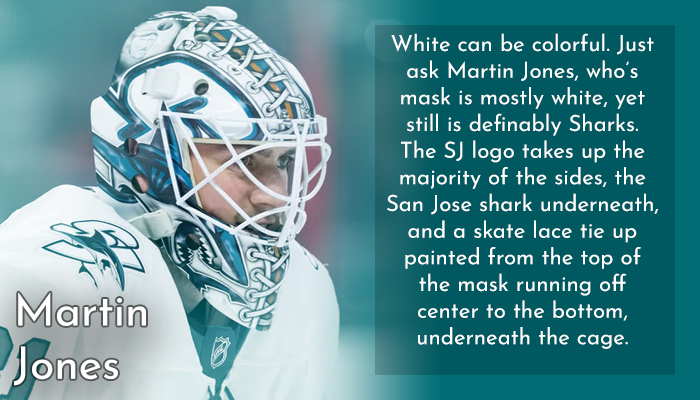 White can be colorful. Just
ask Martin Jones, who's
mask is mostly white, yet
still is definably Sharks.
The SJ logo takes up the
majority of the sides, the
San Jose shark underneath,
and a skate lace tie up
painted from the top of
the mask running off
center to the bottom,
underneath the cage.
Martin
Jones